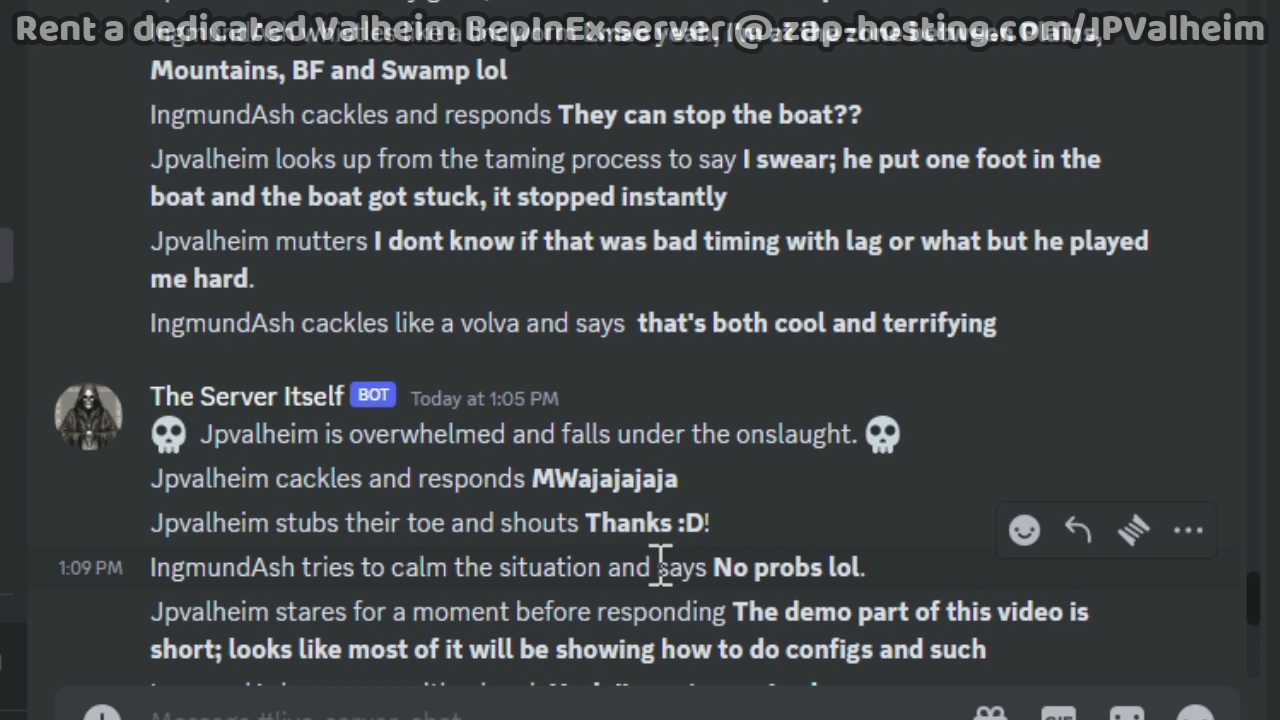 Rent a dedicated Valheim BepInEx server @ zap-hosting.com/JPValheim
Mountains, BF and Swamp lol
IngmundAsh cackles and responds They can stop the boat??
Jpvalheim looks up from the taming process to say I swear; he put one foot in the
boat and the boat got stuck, it stopped instantly
Jpvalheim mutters I dont know if that was bad timing with lag or what but he played
me hard.
IngmundAsh cackles like a volva and says that's both cool and terrifying
The Server Itself BOT Today at 1:05 PM
Jpvalheim is overwhelmed and falls under the onslaught.
Jpvalheim cackles and responds MWajajajaja
Jpvalheim stubs their toe and shouts Thanks :D!
1:09 PM IngmundAsh tries to calm the situation and says No probs lol.
Jpvalheim stares for a moment before responding The demo part of this video is
short; looks like most of it will be showing how to do configs and such